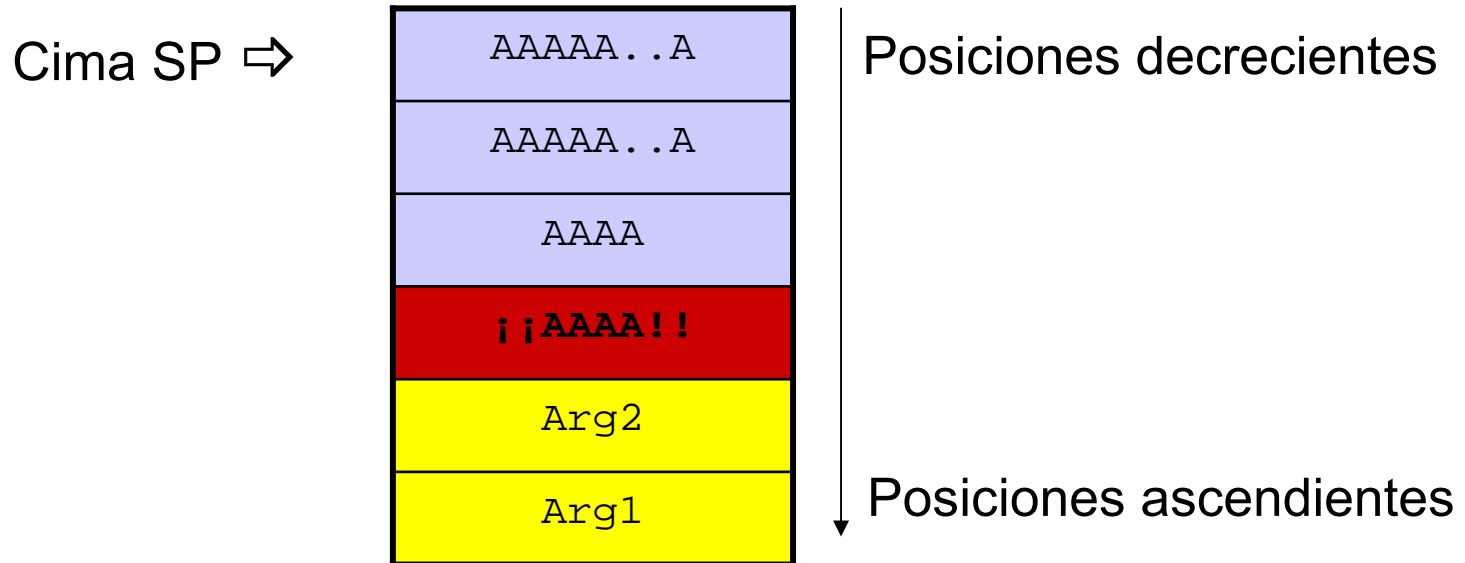 Cima SP ⇨
AAAAA..A
Posiciones decrecientes
AAAAA..A
AAAA
¡¡AAAA!!
Arg2
Arg1
Posiciones ascendientes